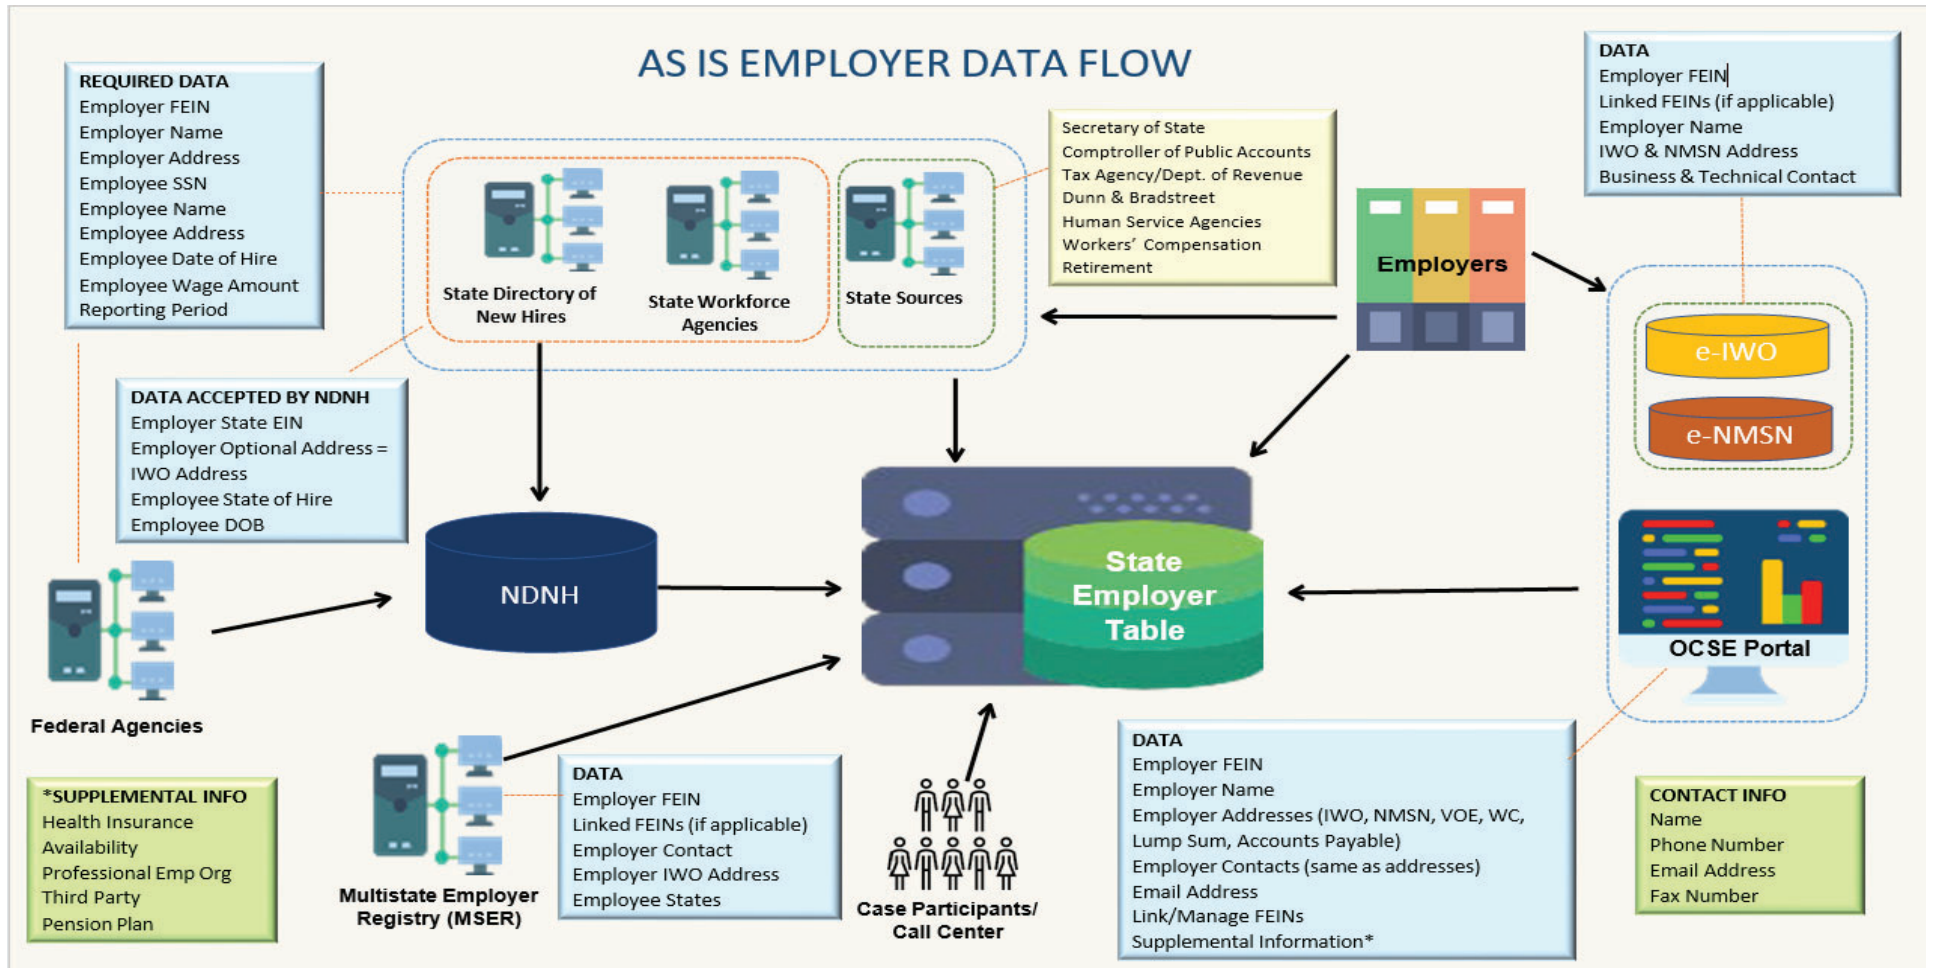 AS IS EMPLOYER DATA FLOW
REQUIRED DATA
Employer FEIN
Employer Name
Employer Address
Employee SSN
Employee Name
Employee Address
Employee Date of Hire
Employee Wage Amount
Reporting Period
DATA ACCEPTED BY NDNH
Employer State EIN
Employer Optional Address =
IWO Address
Employee State of Hire
Employee DOB
State Directory of
New Hires
State Workforce
Agencies
State Sources
Secretary of State
Comptroller of Public Accounts
Tax Agency/Dept. of Revenue
Dunn & Bradstreet
Human Service Agencies
Workers' Compensation
Retirement
Employers
DATA
Employer FEIN
Linked FEINs (if applicable)
Employer Name
IWO & NMSN Address
Business & Technical Contact
e-IWO
e-NMSN
OCSE Portal
NDNH
State
Employer
Table
Federal Agencies
*SUPPLEMENTAL INFO
Health Insurance
Availability
Professional Emp Org
Third Party
Pension Plan
Multistate Employer
Registry (MSER)
DATA
Employer FEIN
Linked FEINs (if applicable)
Employer Contact
Employer IWO Address
Employee States
Case Participants/
Call Center
DATA
Employer FEIN
Employer Name
Employer Addresses (IWO, NMSN, VOE, WC,
Lump Sum, Accounts Payable)
Employer Contacts (same as addresses)
Email Address
Link/Manage FEINs
Supplemental Information*
CONTACT INFO
Name
Phone Number
Email Address
Fax Number